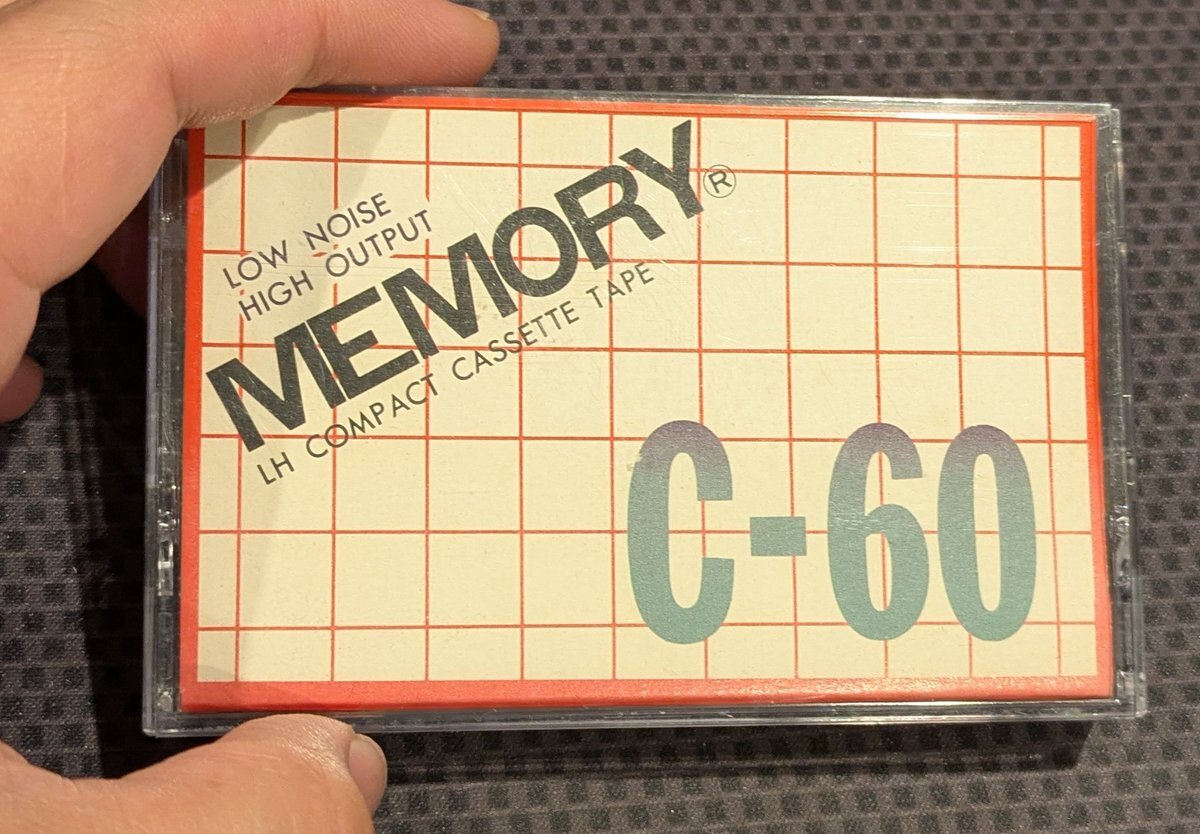 LOW NOISE
HIGH OUTPUT
MEMORY®
LH COMPACT CASSETTE TAPE
C-60